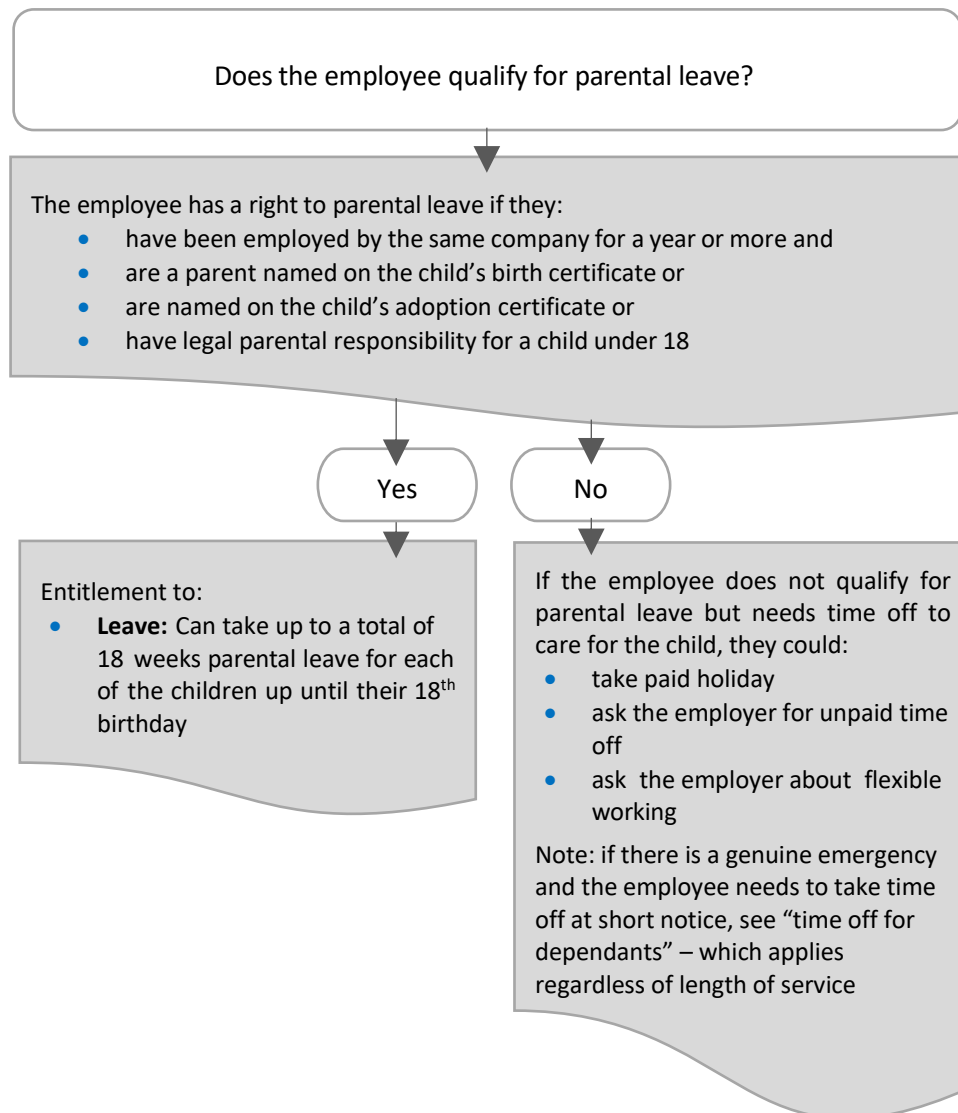 Does the employee qualify for parental leave?
The employee has a right to parental leave if they:
• have been employed by the same company for a year or more and
• are a parent named on the child’s birth certificate or
• are named on the child’s adoption certificate or
• have legal parental responsibility for a child under 18
Yes
No
Entitlement to:
• Leave: Can take up to a total of
18 weeks parental leave for each
of the children up until their 18th
birthday
If the employee does not qualify for
parental leave but needs time off to
care for the child, they could:
• take paid holiday
• ask the employer for unpaid time
off
• ask the employer about flexible
working
Note: if there is a genuine emergency
and the employee needs to take time
off at short notice, see “time off for
dependants” – which applies
regardless of length of service